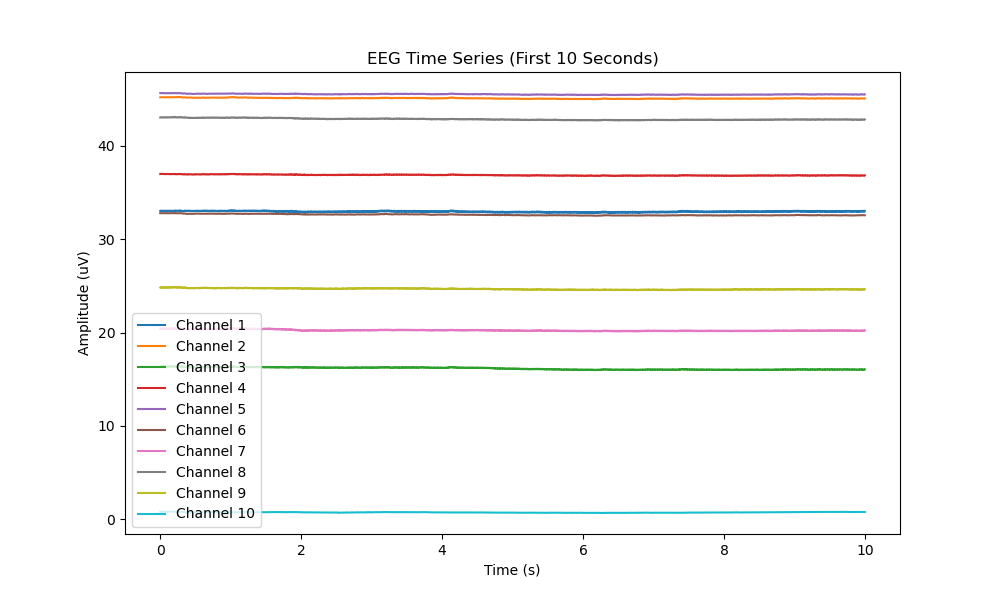 EEG Time Series (First 10 Seconds)
Amplitude (uV)
40
30
20
10
0
Channel 1
Channel 2
Channel 3
Channel 4
Channel 5
Channel 6
Channel 7
Channel 8
Channel 9
Channel 10
0 2 4 6 8 10
Time (s)